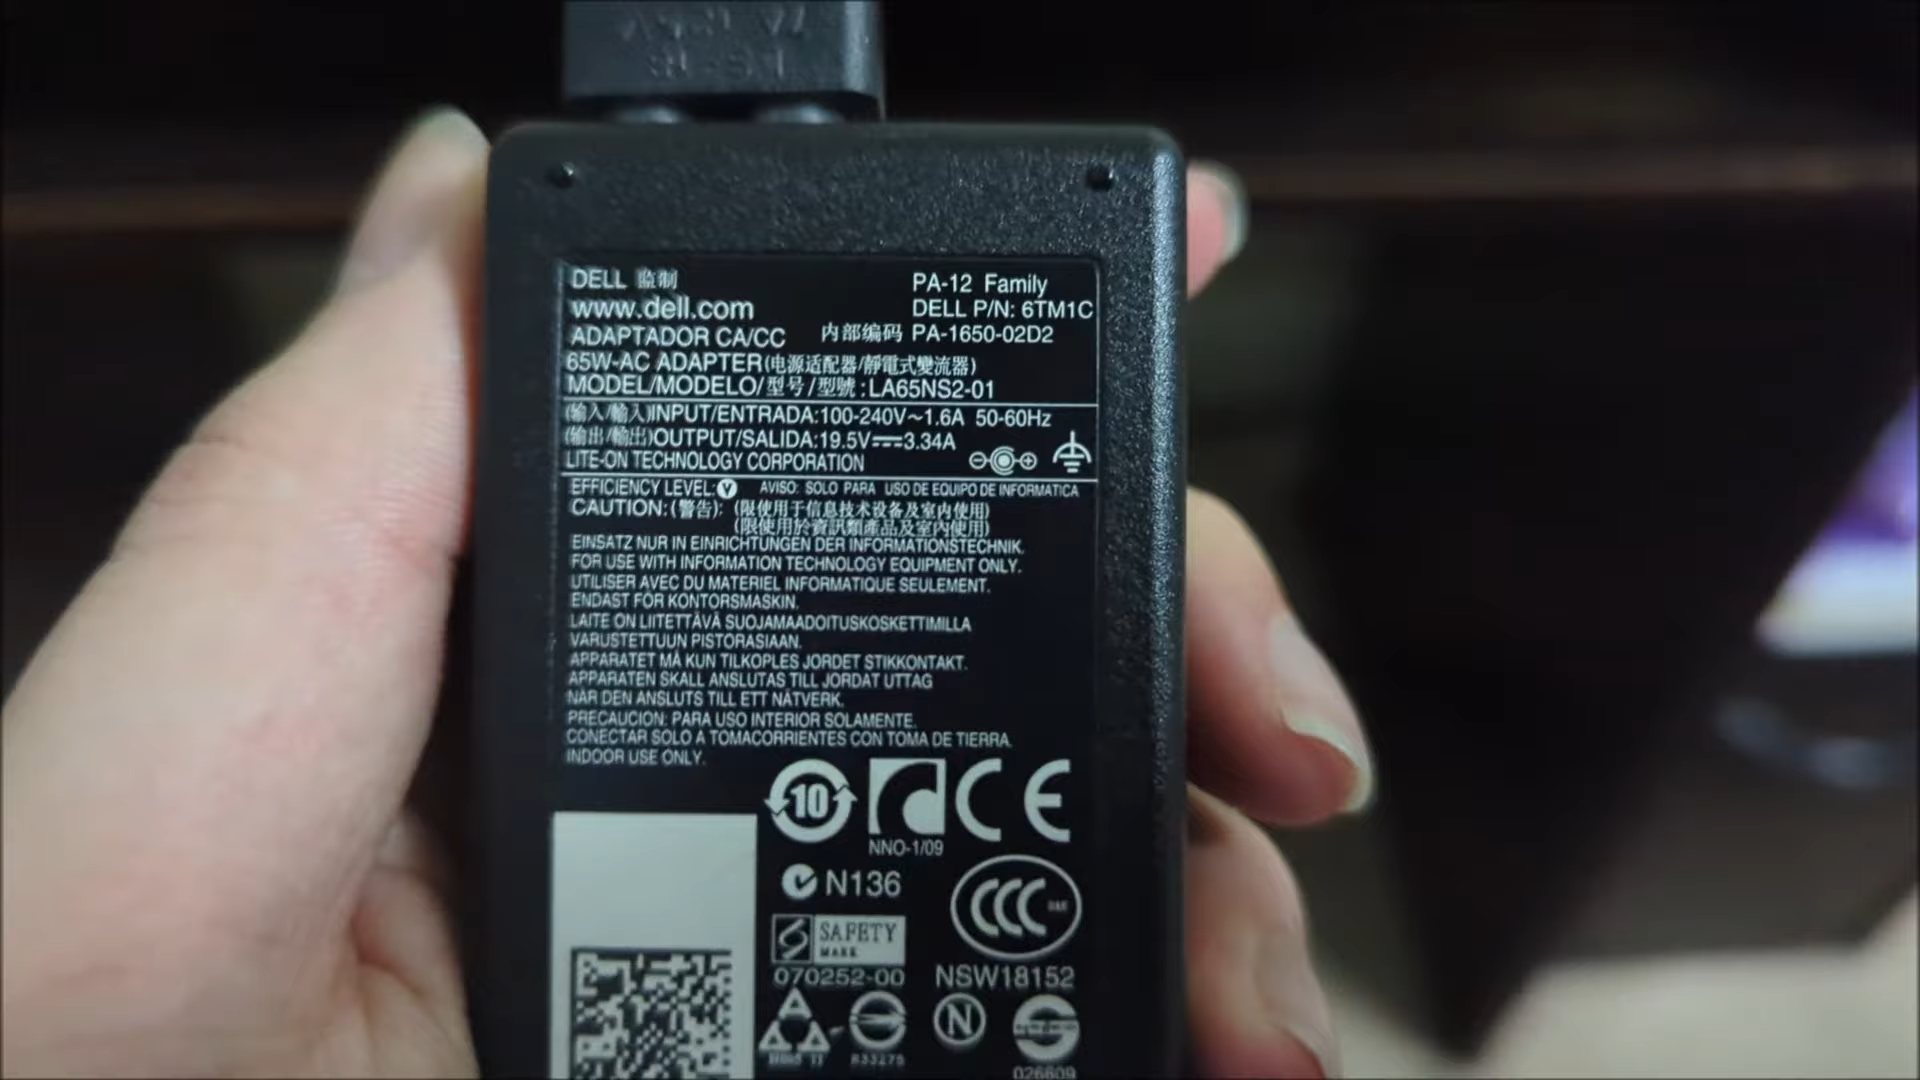 DELL 监制
www.dell.com
ADAPTADOR CA/CC
PA-12 Family
DELL P/N: 6TM1C
内部编码 PA-1650-02D2
65W-AC ADAPTER(电源适配器/靜電式變流器)
MODEL/MODELO/型号/型號:LA65NS2-01
(输入/輸入)INPUT/ENTRADA:100-240V~1.6A 50-60Hz
(输出/輸出)OUTPUT/SALIDA:19.5V⎓3.34A
LITE-ON TECHNOLOGY CORPORATION
EFFICIENCY LEVEL:V AVISO: SOLO PARA USO DE EQUIPO DE INFORMATICA
CAUTION:(警告): (限使用于信息技术设备及室内使用)
(限使用於資訊類產品及室內使用)
EINSATZ NUR IN EINRICHTUNGEN DER INFORMATIONSTECHNIK.
FOR USE WITH INFORMATION TECHNOLOGY EQUIPMENT ONLY.
UTILISER AVEC DU MATERIEL INFORMATIQUE SEULEMENT.
ENDAST FÖR KONTORSMASKIN.
LAITE ON LIITETTÄVÄ SUOJAMAADOITUSKOSKETTIMILLA
VARUSTETTUUN PISTORASIAAN.
APPARATET MÅ KUN TILKOPLES JORDET STIKKONTAKT.
APPARATEN SKALL ANSLUTAS TILL JORDAT UTTAG
NÄR DEN ANSLUTS TILL ETT NÄTVERK.
PRECAUCION: PARA USO INTERIOR SOLAMENTE.
CONECTAR SOLO A TOMACORRIENTES CON TOMA DE TIERRA.
INDOOR USE ONLY.
10 CE
NNO-1/09
N136
CCC
SAFETY
MARK
070252-00 NSW18152
N
833275
026609